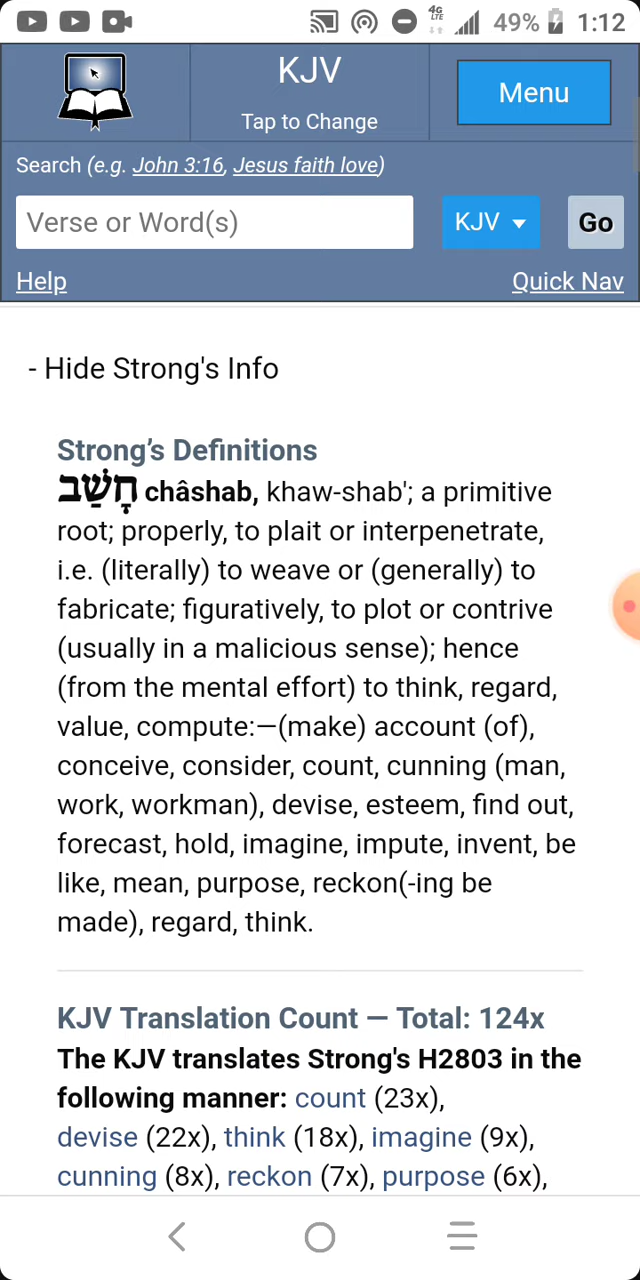 4G
LTE
49%
1:12
KJV
Tap to Change
Menu
Search (e.g. John 3:16, Jesus faith love)
Verse or Word(s)
KJV
Go
Help
Quick Nav
- Hide Strong's Info
Strong’s Definitions
חָשַׁב châshab, khaw-shab'; a primitive
root; properly, to plait or interpenetrate,
i.e. (literally) to weave or (generally) to
fabricate; figuratively, to plot or contrive
(usually in a malicious sense); hence
(from the mental effort) to think, regard,
value, compute:—(make) account (of),
conceive, consider, count, cunning (man,
work, workman), devise, esteem, find out,
forecast, hold, imagine, impute, invent, be
like, mean, purpose, reckon(-ing be
made), regard, think.
KJV Translation Count — Total: 124x
The KJV translates Strong's H2803 in the
following manner: count (23x),
devise (22x), think (18x), imagine (9x),
cunning (8x), reckon (7x), purpose (6x),